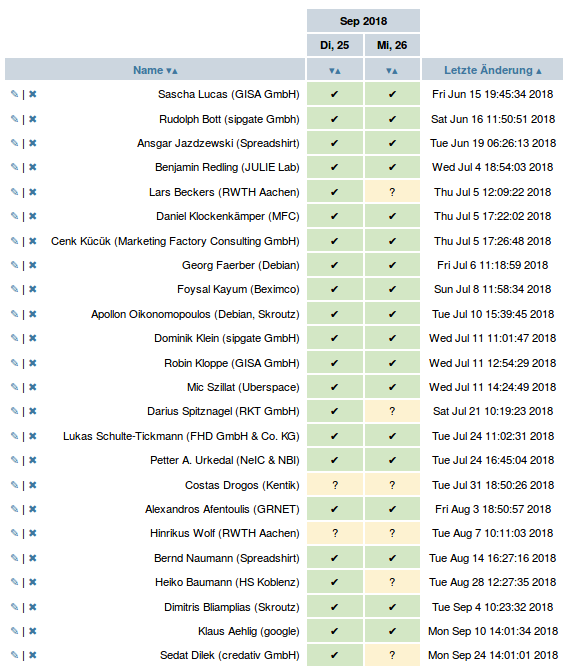 Sep 2018
Di, 25 Mi, 26
Name ▾▴ ▾▴ ▾▴ Letzte Änderung ▴
✎ | ✖ Sascha Lucas (GISA GmbH) ✔ ✔ Fri Jun 15 19:45:34 2018
✎ | ✖ Rudolph Bott (sipgate Gmbh) ✔ ✔ Sat Jun 16 11:50:51 2018
✎ | ✖ Ansgar Jazdzewski (Spreadshirt) ✔ ✔ Tue Jun 19 06:26:13 2018
✎ | ✖ Benjamin Redling (JULIE Lab) ✔ ✔ Wed Jul 4 18:54:03 2018
✎ | ✖ Lars Beckers (RWTH Aachen) ✔ ? Thu Jul 5 12:09:22 2018
✎ | ✖ Daniel Klockenkämper (MFC) ✔ ✔ Thu Jul 5 17:22:02 2018
✎ | ✖ Cenk Kücük (Marketing Factory Consulting GmbH) ✔ ✔ Thu Jul 5 17:26:48 2018
✎ | ✖ Georg Faerber (Debian) ✔ ✔ Fri Jul 6 11:18:59 2018
✎ | ✖ Foysal Kayum (Beximco) ✔ ✔ Sun Jul 8 11:58:34 2018
✎ | ✖ Apollon Oikonomopoulos (Debian, Skroutz) ✔ ✔ Tue Jul 10 15:39:45 2018
✎ | ✖ Dominik Klein (sipgate GmbH) ✔ ✔ Wed Jul 11 11:01:47 2018
✎ | ✖ Robin Kloppe (GISA GmbH) ✔ ✔ Wed Jul 11 12:54:29 2018
✎ | ✖ Mic Szillat (Uberspace) ✔ ✔ Wed Jul 11 14:24:49 2018
✎ | ✖ Darius Spitznagel (RKT GmbH) ✔ ? Sat Jul 21 10:19:23 2018
✎ | ✖ Lukas Schulte-Tickmann (FHD GmbH & Co. KG) ✔ ✔ Tue Jul 24 11:02:31 2018
✎ | ✖ Petter A. Urkedal (NeIC & NBI) ✔ ✔ Tue Jul 24 16:45:04 2018
✎ | ✖ Costas Drogos (Kentik) ? ? Tue Jul 31 18:50:26 2018
✎ | ✖ Alexandros Afentoulis (GRNET) ✔ ✔ Fri Aug 3 18:50:57 2018
✎ | ✖ Hinrikus Wolf (RWTH Aachen) ? ? Tue Aug 7 10:11:03 2018
✎ | ✖ Bernd Naumann (Spreadshirt) ✔ ✔ Tue Aug 14 16:27:16 2018
✎ | ✖ Heiko Baumann (HS Koblenz) ✔ ? Tue Aug 28 12:27:35 2018
✎ | ✖ Dimitris Bliamplias (Skroutz) ✔ ✔ Tue Sep 4 10:23:32 2018
✎ | ✖ Klaus Aehlig (google) ✔ ✔ Mon Sep 10 14:01:34 2018
✎ | ✖ Sedat Dilek (credativ GmbH) ✔ ? Mon Sep 24 14:01:01 2018